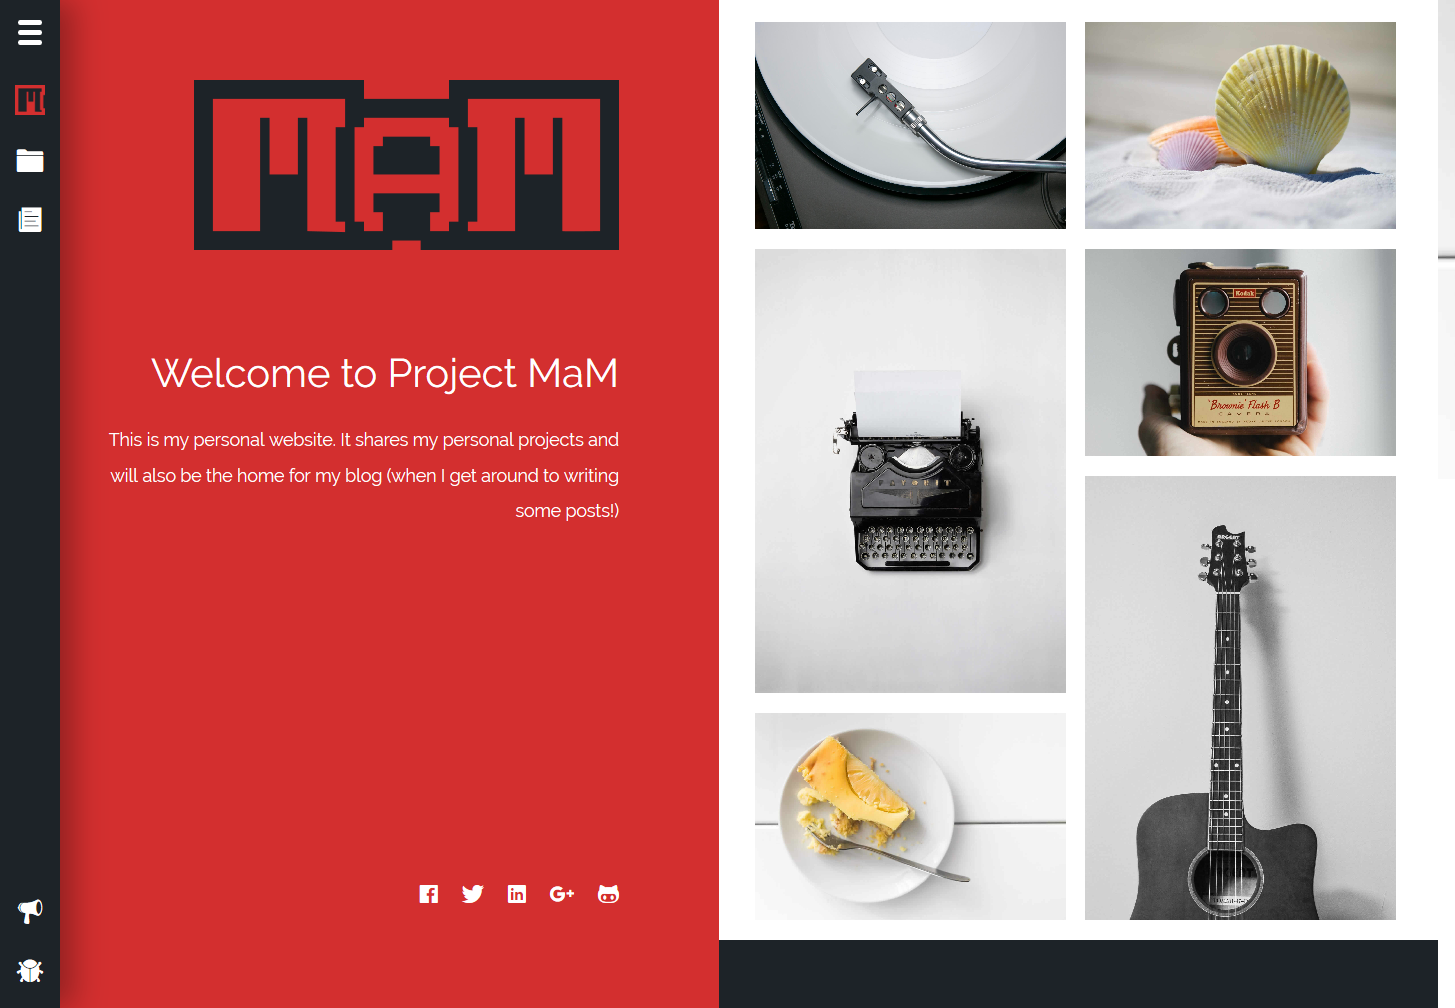 MAM
Welcome to Project MaM
This is my personal website. It shares my personal projects and
will also be the home for my blog (when I get around to writing
some posts!)
Kodak
'Brownie' Flash B
CAMERA